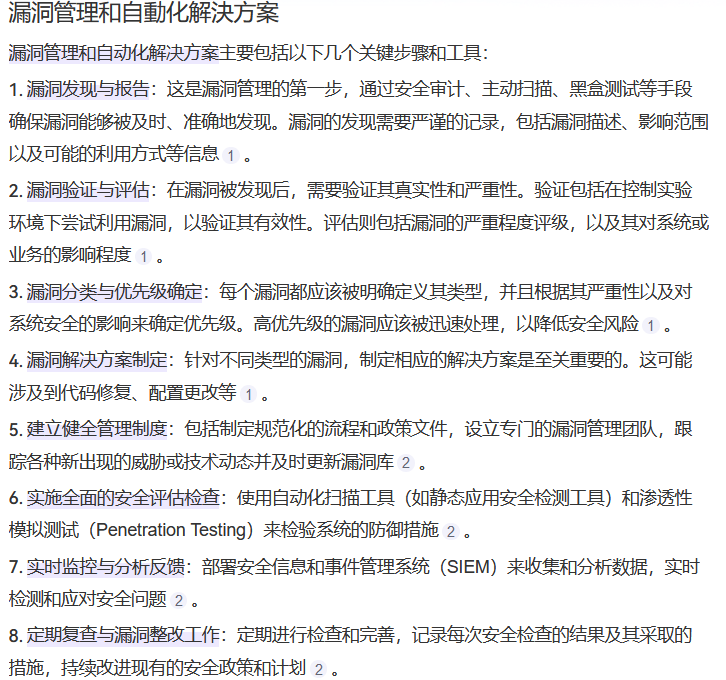 漏洞管理和自動化解決方案
漏洞管理和自动化解决方案主要包括以下几个关键步骤和工具：
1. 漏洞发现与报告：这是漏洞管理的第一步，通过安全审计、主动扫描、黑盒测试等手段
确保漏洞能够被及时、准确地发现。漏洞的发现需要严谨的记录，包括漏洞描述、影响范围
以及可能的利用方式等信息 1 。
2. 漏洞验证与评估：在漏洞被发现后，需要验证其真实性和严重性。验证包括在控制实验
环境下尝试利用漏洞，以验证其有效性。评估则包括漏洞的严重程度评级，以及其对系统或
业务的影响程度 1 。
3. 漏洞分类与优先级确定：每个漏洞都应该被明确定义其类型，并且根据其严重性以及对
系统安全的影响来确定优先级。高优先级的漏洞应该被迅速处理，以降低安全风险 1 。
4. 漏洞解决方案制定：针对不同类型的漏洞，制定相应的解决方案是至关重要的。这可能
涉及到代码修复、配置更改等 1 。
5. 建立健全管理制度：包括制定规范化的流程和政策文件，设立专门的漏洞管理团队，跟
踪各种新出现的威胁或技术动态并及时更新漏洞库 2 。
6. 实施全面的安全评估检查：使用自动化扫描工具（如静态应用安全检测工具）和渗透性
模拟测试（Penetration Testing）来检验系统的防御措施 2 。
7. 实时监控与分析反馈：部署安全信息和事件管理系统（SIEM）来收集和分析数据，实时
检测和应对安全问题 2 。
8. 定期复查与漏洞整改工作：定期进行检查和完善，记录每次安全检查的结果及其采取的
措施，持续改进现有的安全政策和计划 2 。